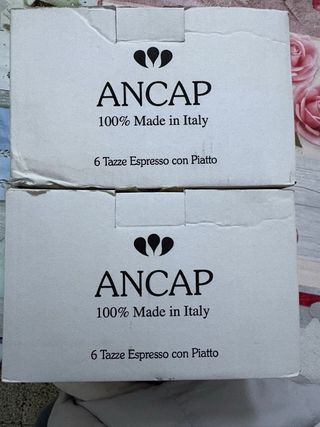 ANCAP
100% Made in Italy
6 Tazze Espresso con Piatto
ANCAP
100% Made in Italy
6 Tazze Espresso con Piatto